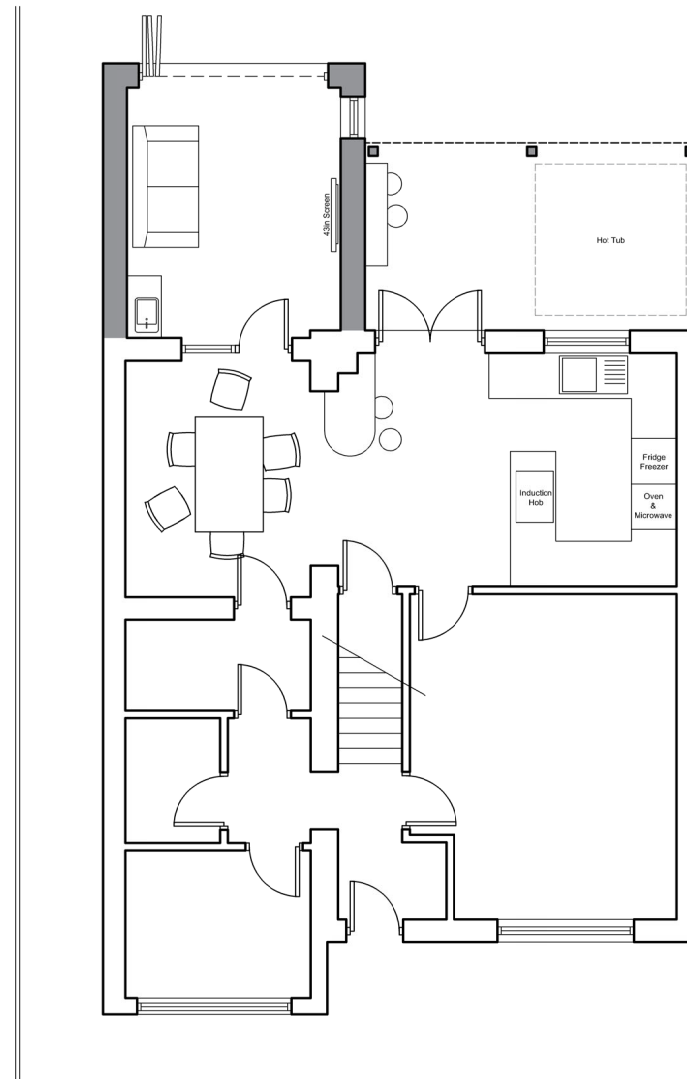 43in Screen
Hot Tub
Fridge
Freezer
Induction
Hob
Oven
&
Microwave